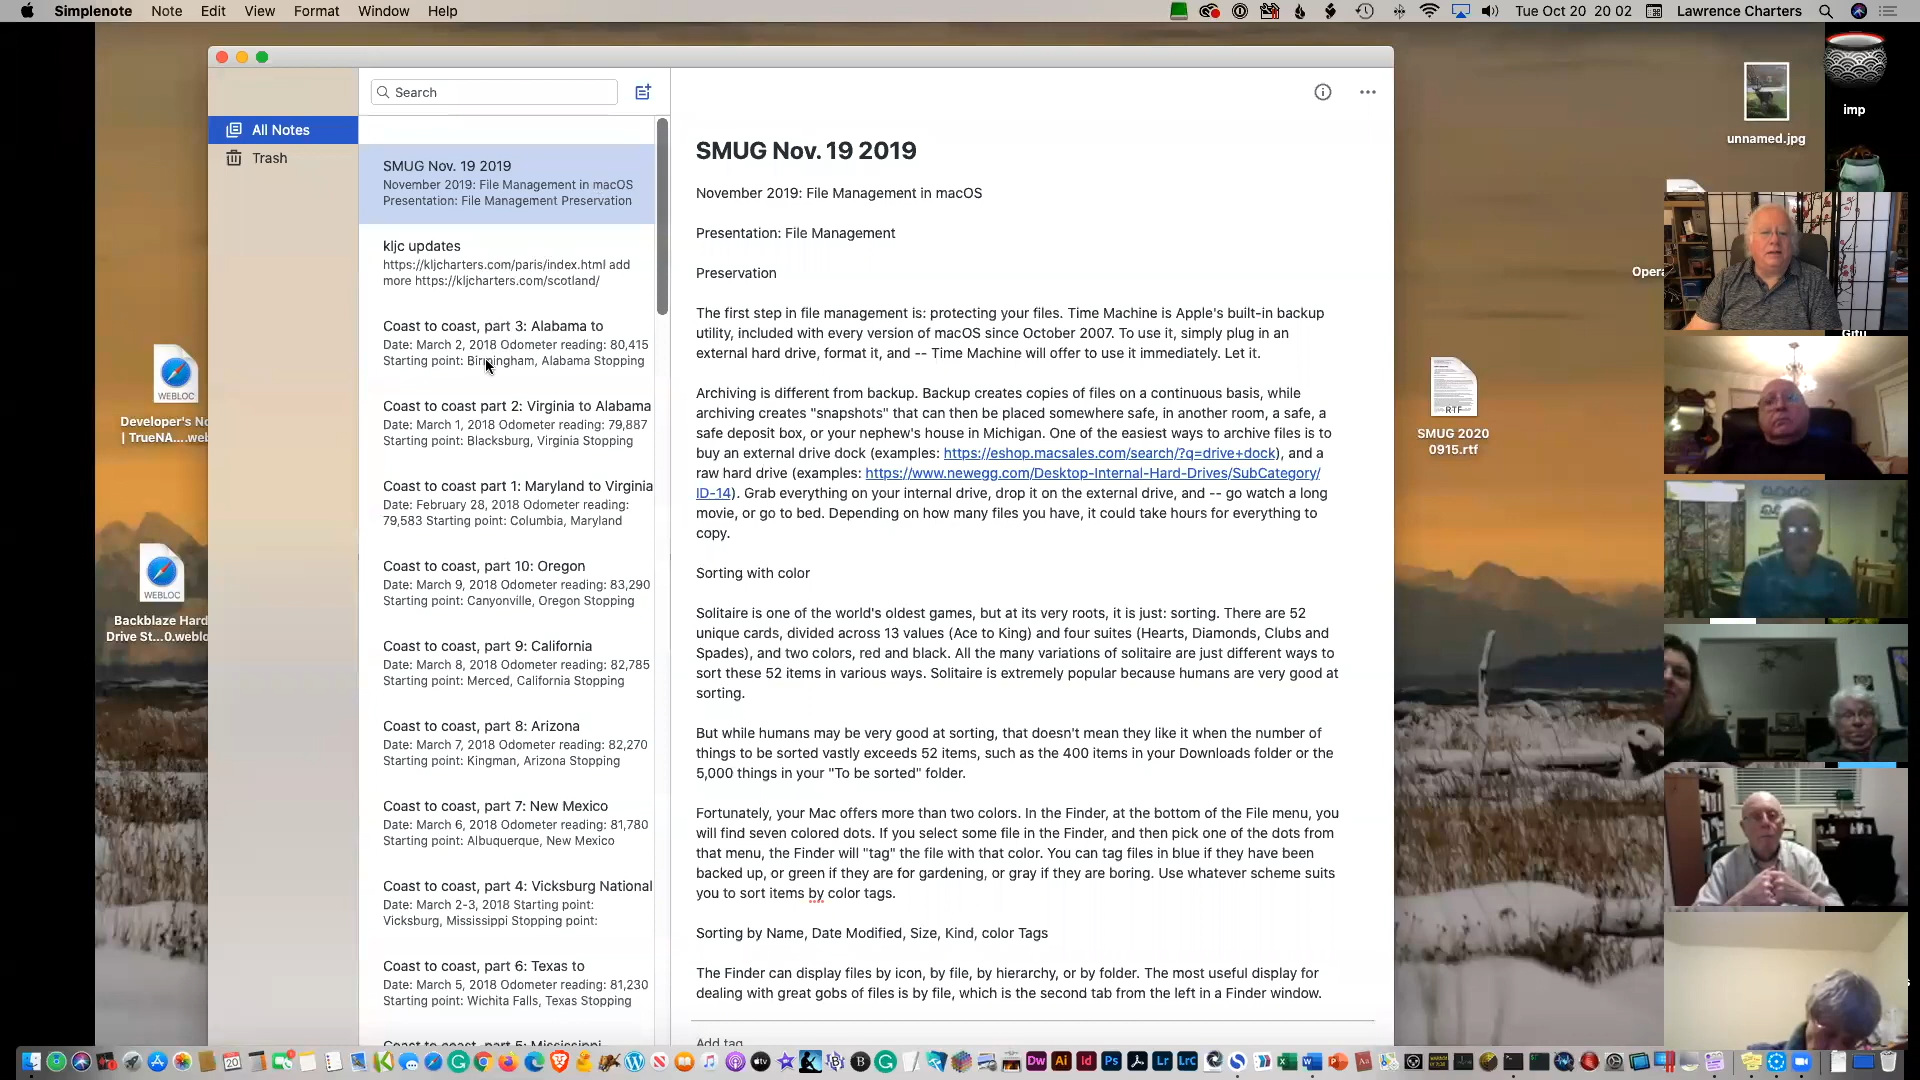 Simplenote Note Edit View Format Window Help
Tue Oct 20 20 02 Lawrence Charters
Search
All Notes
Trash
SMUG Nov. 19 2019
November 2019: File Management in macOS
Presentation: File Management Preservation
kljc updates
https://kljcharters.com/paris/index.html add
more https://kljcharters.com/scotland/
Coast to coast, part 3: Alabama to
Date: March 2, 2018 Odometer reading: 80,415
Starting point: Birmingham, Alabama Stopping
Coast to coast part 2: Virginia to Alabama
Date: March 1, 2018 Odometer reading: 79,887
Starting point: Blacksburg, Virginia Stopping
Coast to coast part 1: Maryland to Virginia
Date: February 28, 2018 Odometer reading:
79,583 Starting point: Columbia, Maryland
Coast to coast, part 10: Oregon
Date: March 9, 2018 Odometer reading: 83,290
Starting point: Canyonville, Oregon Stopping
Coast to coast, part 9: California
Date: March 8, 2018 Odometer reading: 82,785
Starting point: Merced, California Stopping
Coast to coast, part 8: Arizona
Date: March 7, 2018 Odometer reading: 82,270
Starting point: Kingman, Arizona Stopping
Coast to coast, part 7: New Mexico
Date: March 6, 2018 Odometer reading: 81,780
Starting point: Albuquerque, New Mexico
Coast to coast, part 4: Vicksburg National
Date: March 2-3, 2018 Starting point:
Vicksburg, Mississippi Stopping point:
Coast to coast, part 6: Texas to
Date: March 5, 2018 Odometer reading: 81,230
Starting point: Wichita Falls, Texas Stopping
Coast to coast, part 5: Mississippi
SMUG Nov. 19 2019
November 2019: File Management in macOS
Presentation: File Management
Preservation
The first step in file management is: protecting your files. Time Machine is Apple's built-in backup
utility, included with every version of macOS since October 2007. To use it, simply plug in an
external hard drive, format it, and -- Time Machine will offer to use it immediately. Let it.
Archiving is different from backup. Backup creates copies of files on a continuous basis, while
archiving creates "snapshots" that can then be placed somewhere safe, in another room, a safe, a
safe deposit box, or your nephew's house in Michigan. One of the easiest ways to archive files is to
buy an external drive dock (examples: https://eshop.macsales.com/search/?q=drive+dock), and a
raw hard drive (examples: https://www.newegg.com/Desktop-Internal-Hard-Drives/SubCategory/
ID-14). Grab everything on your internal drive, drop it on the external drive, and -- go watch a long
movie, or go to bed. Depending on how many files you have, it could take hours for everything to
copy.
Sorting with color
Solitaire is one of the world's oldest games, but at its very roots, it is just: sorting. There are 52
unique cards, divided across 13 values (Ace to King) and four suites (Hearts, Diamonds, Clubs and
Spades), and two colors, red and black. All the many variations of solitaire are just different ways to
sort these 52 items in various ways. Solitaire is extremely popular because humans are very good at
sorting.
But while humans may be very good at sorting, that doesn't mean they like it when the number of
things to be sorted vastly exceeds 52 items, such as the 400 items in your Downloads folder or the
5,000 things in your "To be sorted" folder.
Fortunately, your Mac offers more than two colors. In the Finder, at the bottom of the File menu, you
will find seven colored dots. If you select some file in the Finder, and then pick one of the dots from
that menu, the Finder will "tag" the file with that color. You can tag files in blue if they have been
backed up, or green if they are for gardening, or gray if they are boring. Use whatever scheme suits
you to sort items by color tags.
Sorting by Name, Date Modified, Size, Kind, color Tags
The Finder can display files by icon, by file, by hierarchy, or by folder. The most useful display for
dealing with great gobs of files is by file, which is the second tab from the left in a Finder window.
Add tag
WEBLOC
Developer's No
| TrueNA....web
WEBLOC
Backblaze Hard
Drive St...0.weblo
unnamed.jpg
imp
Opera
RTF
SMUG 2020
0915.rtf
20
Dw Ai Id Ps Lr LrC